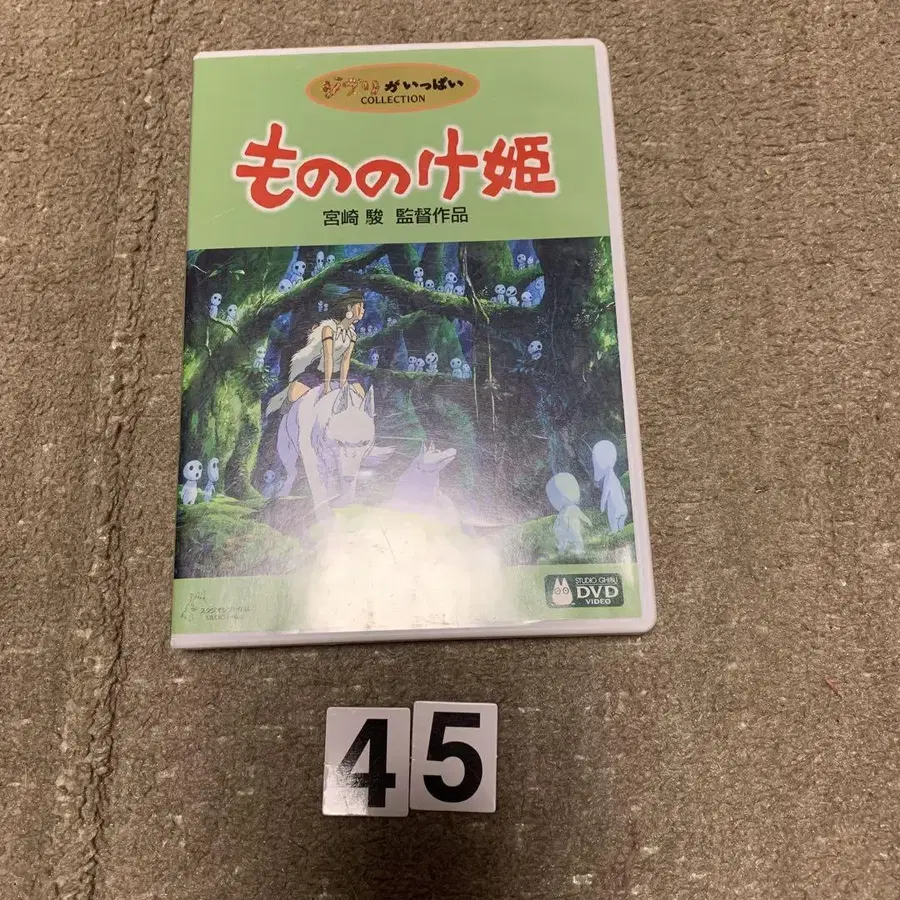 ジブリがいっぱい
COLLECTION
もののけ姫
宮崎 駿 監督作品
STUDIO GHIBLI
DVD
VIDEO
45